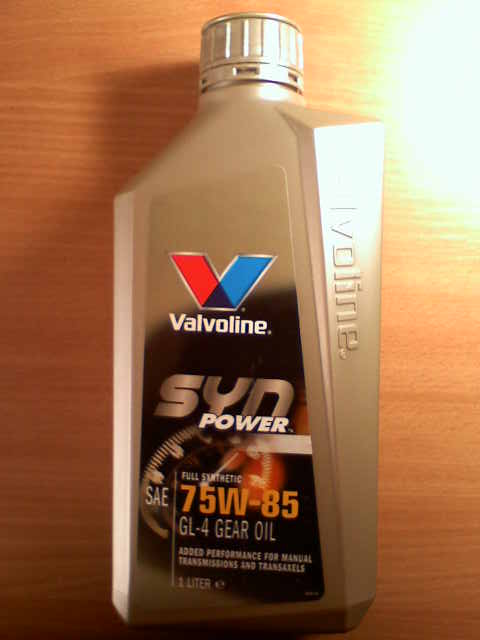 Valvoline
Valvoline
SYN
POWER
FULL SYNTHETIC
SAE 75W-85
GL-4 GEAR OIL
ADDED PERFORMANCE FOR MANUAL
TRANSMISSIONS AND TRANSAXELS
1 LITER e